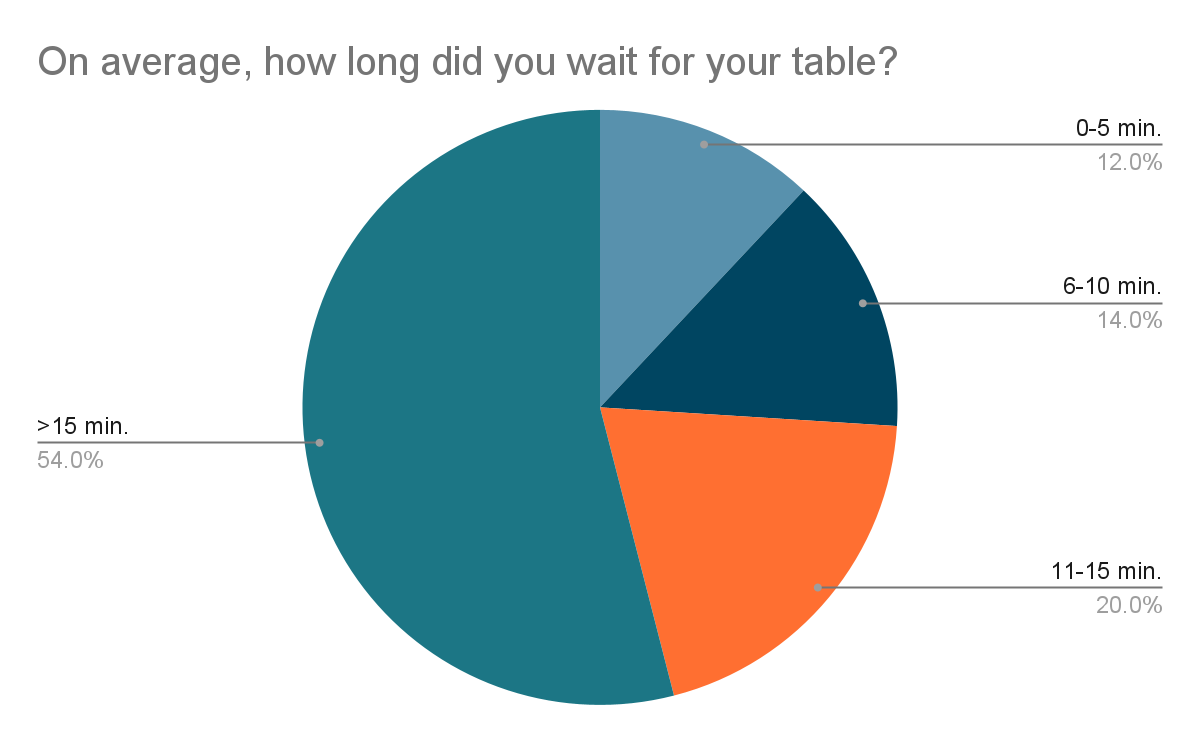 On average, how long did you wait for your table?
0-5 min.
12.0%
6-10 min.
14.0%
>15 min.
54.0%
11-15 min.
20.0%